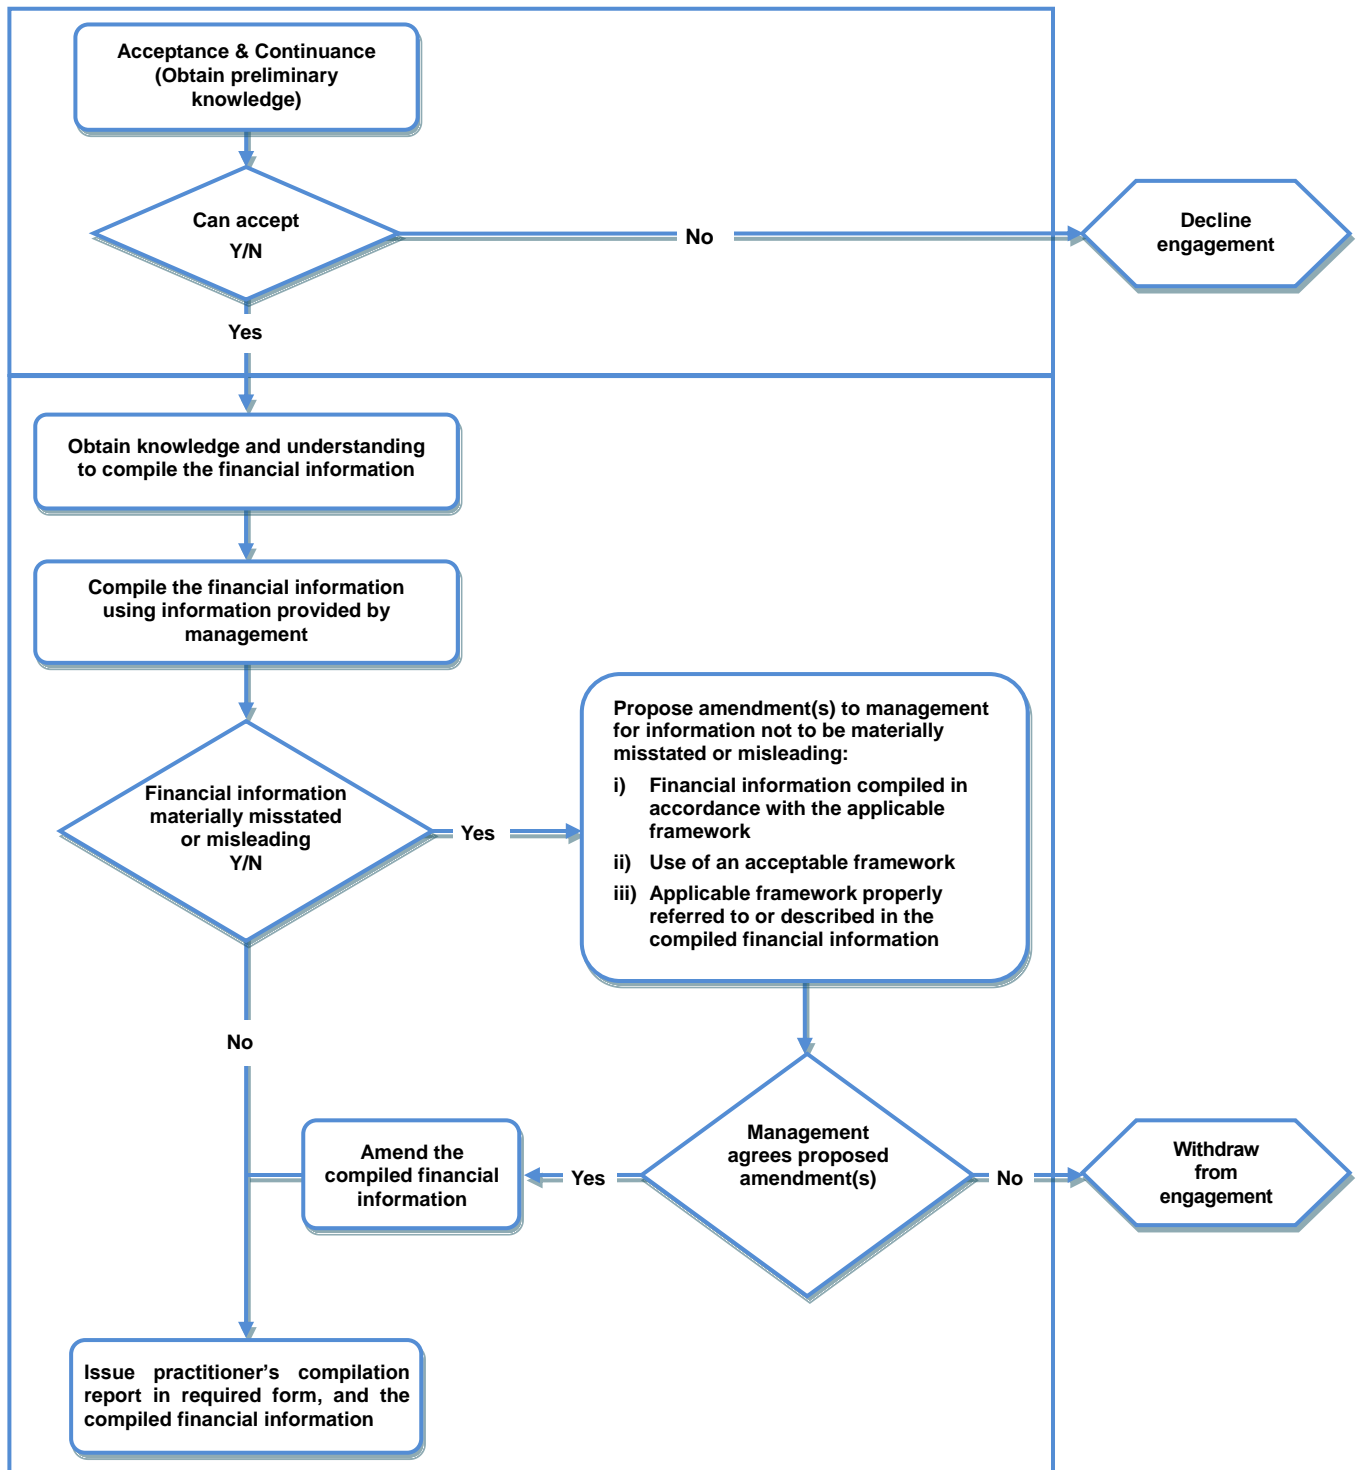 Acceptance & Continuance
(Obtain preliminary
knowledge)
Can accept
Y/N
No
Decline
engagement
Yes
Obtain knowledge and understanding
to compile the financial information
Compile the financial information
using information provided by
management
Financial information
materially misstated
or misleading
Y/N
Yes
Propose amendment(s) to management
for information not to be materially
misstated or misleading:
i) Financial information compiled in
accordance with the applicable
framework
ii) Use of an acceptable framework
iii) Applicable framework properly
referred to or described in the
compiled financial information
No
Management
agrees proposed
amendment(s)
Yes
Amend the
compiled financial
information
No
Withdraw
from
engagement
Issue practitioner’s compilation
report in required form, and the
compiled financial information